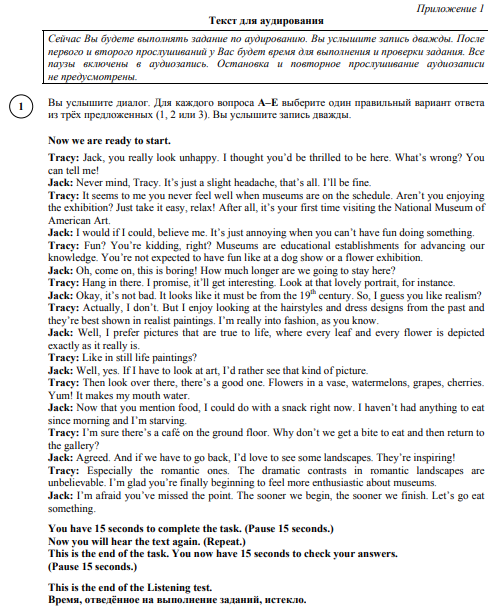 Приложение 1
Текст для аудирования
Сейчас Вы будете выполнять задание по аудированию. Вы услышите запись дважды. После
первого и второго прослушиваний у Вас будет время для выполнения и проверки задания. Все
паузы включены в аудиозапись. Остановка и повторное прослушивание аудиозаписи
не предусмотрены.
1
Вы услышите диалог. Для каждого вопроса А–Е выберите один правильный вариант ответа
из трёх предложенных (1, 2 или 3). Вы услышите запись дважды.
Now we are ready to start.
Tracy: Jack, you really look unhappy. I thought you’d be thrilled to be here. What’s wrong? You
can tell me!
Jack: Never mind, Tracy. It’s just a slight headache, that’s all. I’ll be fine.
Tracy: It seems to me you never feel well when museums are on the schedule. Aren’t you enjoying
the exhibition? Just take it easy, relax! After all, it’s your first time visiting the National Museum of
American Art.
Jack: I would if I could, believe me. It’s just annoying when you can’t have fun doing something.
Tracy: Fun? You’re kidding, right? Museums are educational establishments for advancing our
knowledge. You’re not expected to have fun like at a dog show or a flower exhibition.
Jack: Oh, come on, this is boring! How much longer are we going to stay here?
Tracy: Hang in there. I promise, it’ll get interesting. Look at that lovely portrait, for instance.
Jack: Okay, it’s not bad. It looks like it must be from the 19th century. So, I guess you like realism?
Tracy: Actually, I don’t. But I enjoy looking at the hairstyles and dress designs from the past and
they’re best shown in realist paintings. I’m really into fashion, as you know.
Jack: Well, I prefer pictures that are true to life, where every leaf and every flower is depicted
exactly as it really is.
Tracy: Like in still life paintings?
Jack: Well, yes. If I have to look at art, I’d rather see that kind of picture.
Tracy: Then look over there, there’s a good one. Flowers in a vase, watermelons, grapes, cherries.
Yum! It makes my mouth water.
Jack: Now that you mention food, I could do with a snack right now. I haven’t had anything to eat
since morning and I’m starving.
Tracy: I’m sure there’s a café on the ground floor. Why don’t we get a bite to eat and then return to
the gallery?
Jack: Agreed. And if we have to go back, I’d love to see some landscapes. They’re inspiring!
Tracy: Especially the romantic ones. The dramatic contrasts in romantic landscapes are
unbelievable. I’m glad you’re finally beginning to feel more enthusiastic about museums.
Jack: I’m afraid you’ve missed the point. The sooner we begin, the sooner we finish. Let’s go eat
something.
You have 15 seconds to complete the task. (Pause 15 seconds.)
Now you will hear the text again. (Repeat.)
This is the end of the task. You now have 15 seconds to check your answers.
(Pause 15 seconds.)
This is the end of the Listening test.
Время, отведённое на выполнение заданий, истекло.